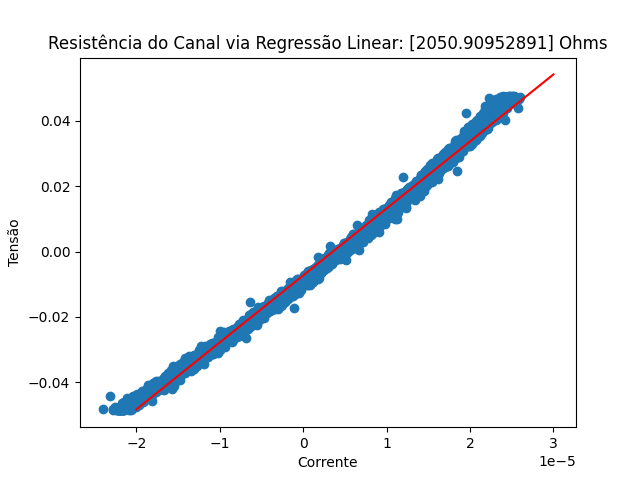 Resistência do Canal via Regressão Linear: [2050.90952891] Ohms
0.04
0.02
0.00
−0.02
−0.04
Tensão
−2 −1 0 1 2 3
1e−5
Corrente